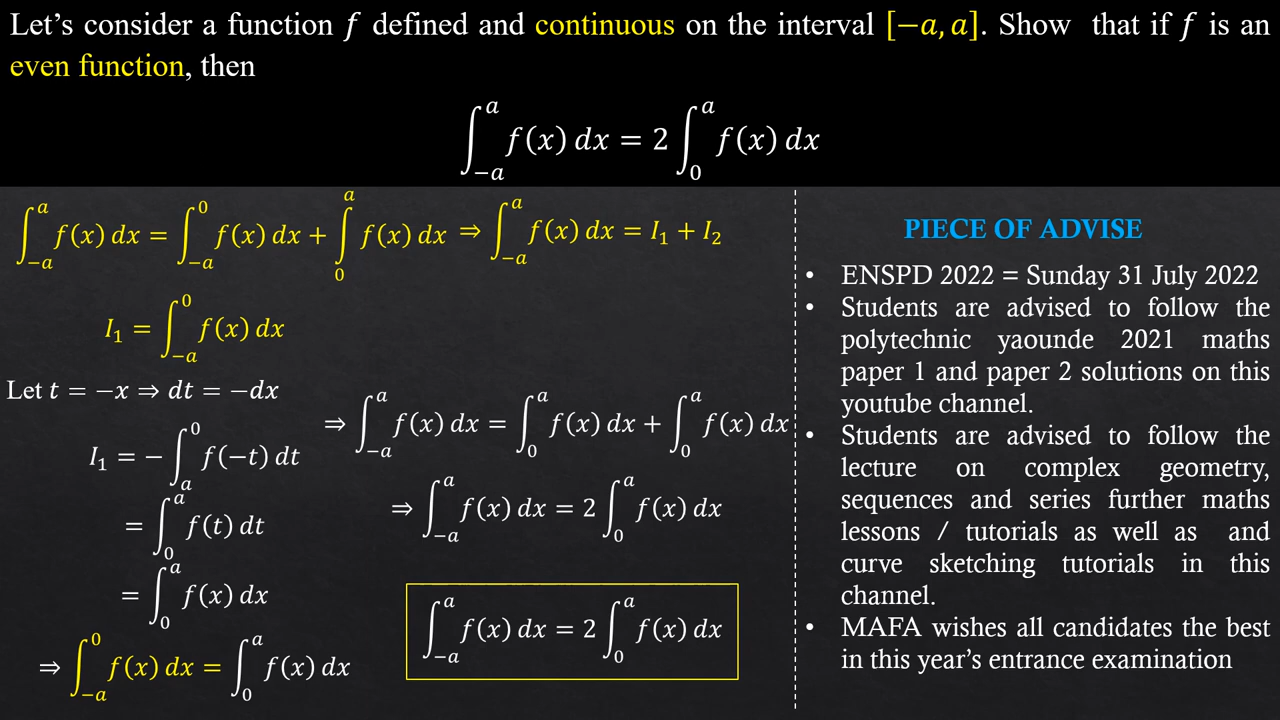 Let’s consider a function f defined and continuous on the interval [−a, a]. Show that if f is an
even function, then
∫_{−a}^{a} f(x) dx = 2 ∫_{0}^{a} f(x) dx
∫_{−a}^{a} f(x) dx = ∫_{−a}^{0} f(x) dx + ∫_{0}^{a} f(x) dx ⇒ ∫_{−a}^{a} f(x) dx = I₁ + I₂
I₁ = ∫_{−a}^{0} f(x) dx
Let t = −x ⇒ dt = −dx
I₁ = − ∫_{a}^{0} f(−t) dt
= ∫_{0}^{a} f(t) dt
= ∫_{0}^{a} f(x) dx
⇒ ∫_{−a}^{0} f(x) dx = ∫_{0}^{a} f(x) dx
⇒ ∫_{−a}^{a} f(x) dx = ∫_{0}^{a} f(x) dx + ∫_{0}^{a} f(x) dx
⇒ ∫_{−a}^{a} f(x) dx = 2 ∫_{0}^{a} f(x) dx
∫_{−a}^{a} f(x) dx = 2 ∫_{0}^{a} f(x) dx
PIECE OF ADVISE
• ENSPD 2022 = Sunday 31 July 2022
• Students are advised to follow the
polytechnic yaounde 2021 maths
paper 1 and paper 2 solutions on this
youtube channel.
• Students are advised to follow the
lecture on complex geometry,
sequences and series further maths
lessons / tutorials as well as and
curve sketching tutorials in this
channel.
• MAFA wishes all candidates the best
in this year’s entrance examination